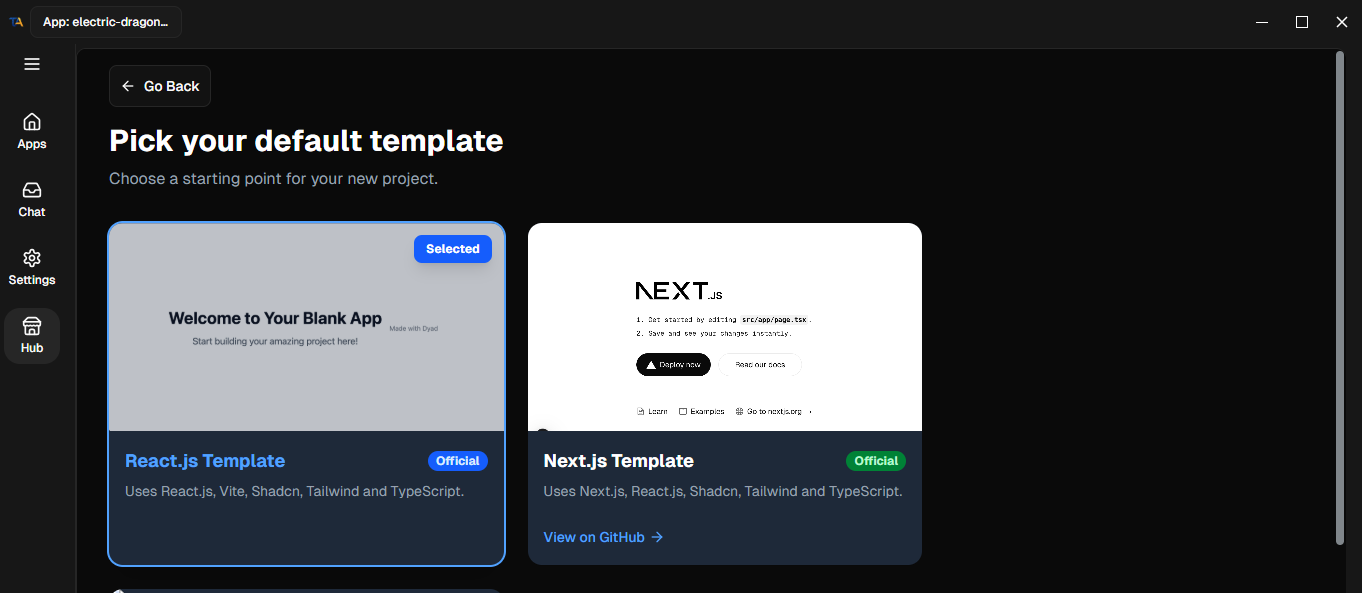 TA
App: electric-dragon...
Go Back
Apps
Pick your default template
Choose a starting point for your new project.
Chat
Settings
Hub
Selected
Welcome to Your Blank App
Made with Dyad
Start building your amazing project here!
React.js Template
Official
Uses React.js, Vite, Shadcn, Tailwind and TypeScript.
NEXT.JS
1. Get started by editing src/app/page.tsx.
2. Save and see your changes instantly.
Deploy now
Read our docs
Learn
Examples
Go to nextjs.org
Next.js Template
Official
Uses Next.js, React.js, Shadcn, Tailwind and TypeScript.
View on GitHub →